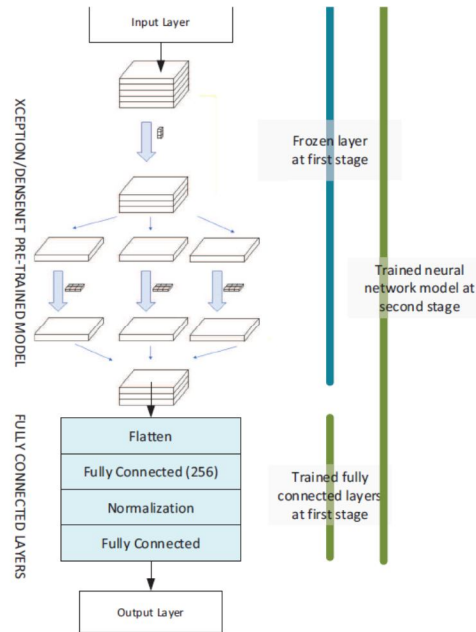 Input Layer
XCEPTION/DENSENET PRE-TRAINED MODEL
Frozen layer
at first stage
Trained neural
network model at
second stage
FULLY CONNECTED LAYERS
Flatten
Fully Connected (256)
Normalization
Fully Connected
Trained fully
connected layers
at first stage
Output Layer